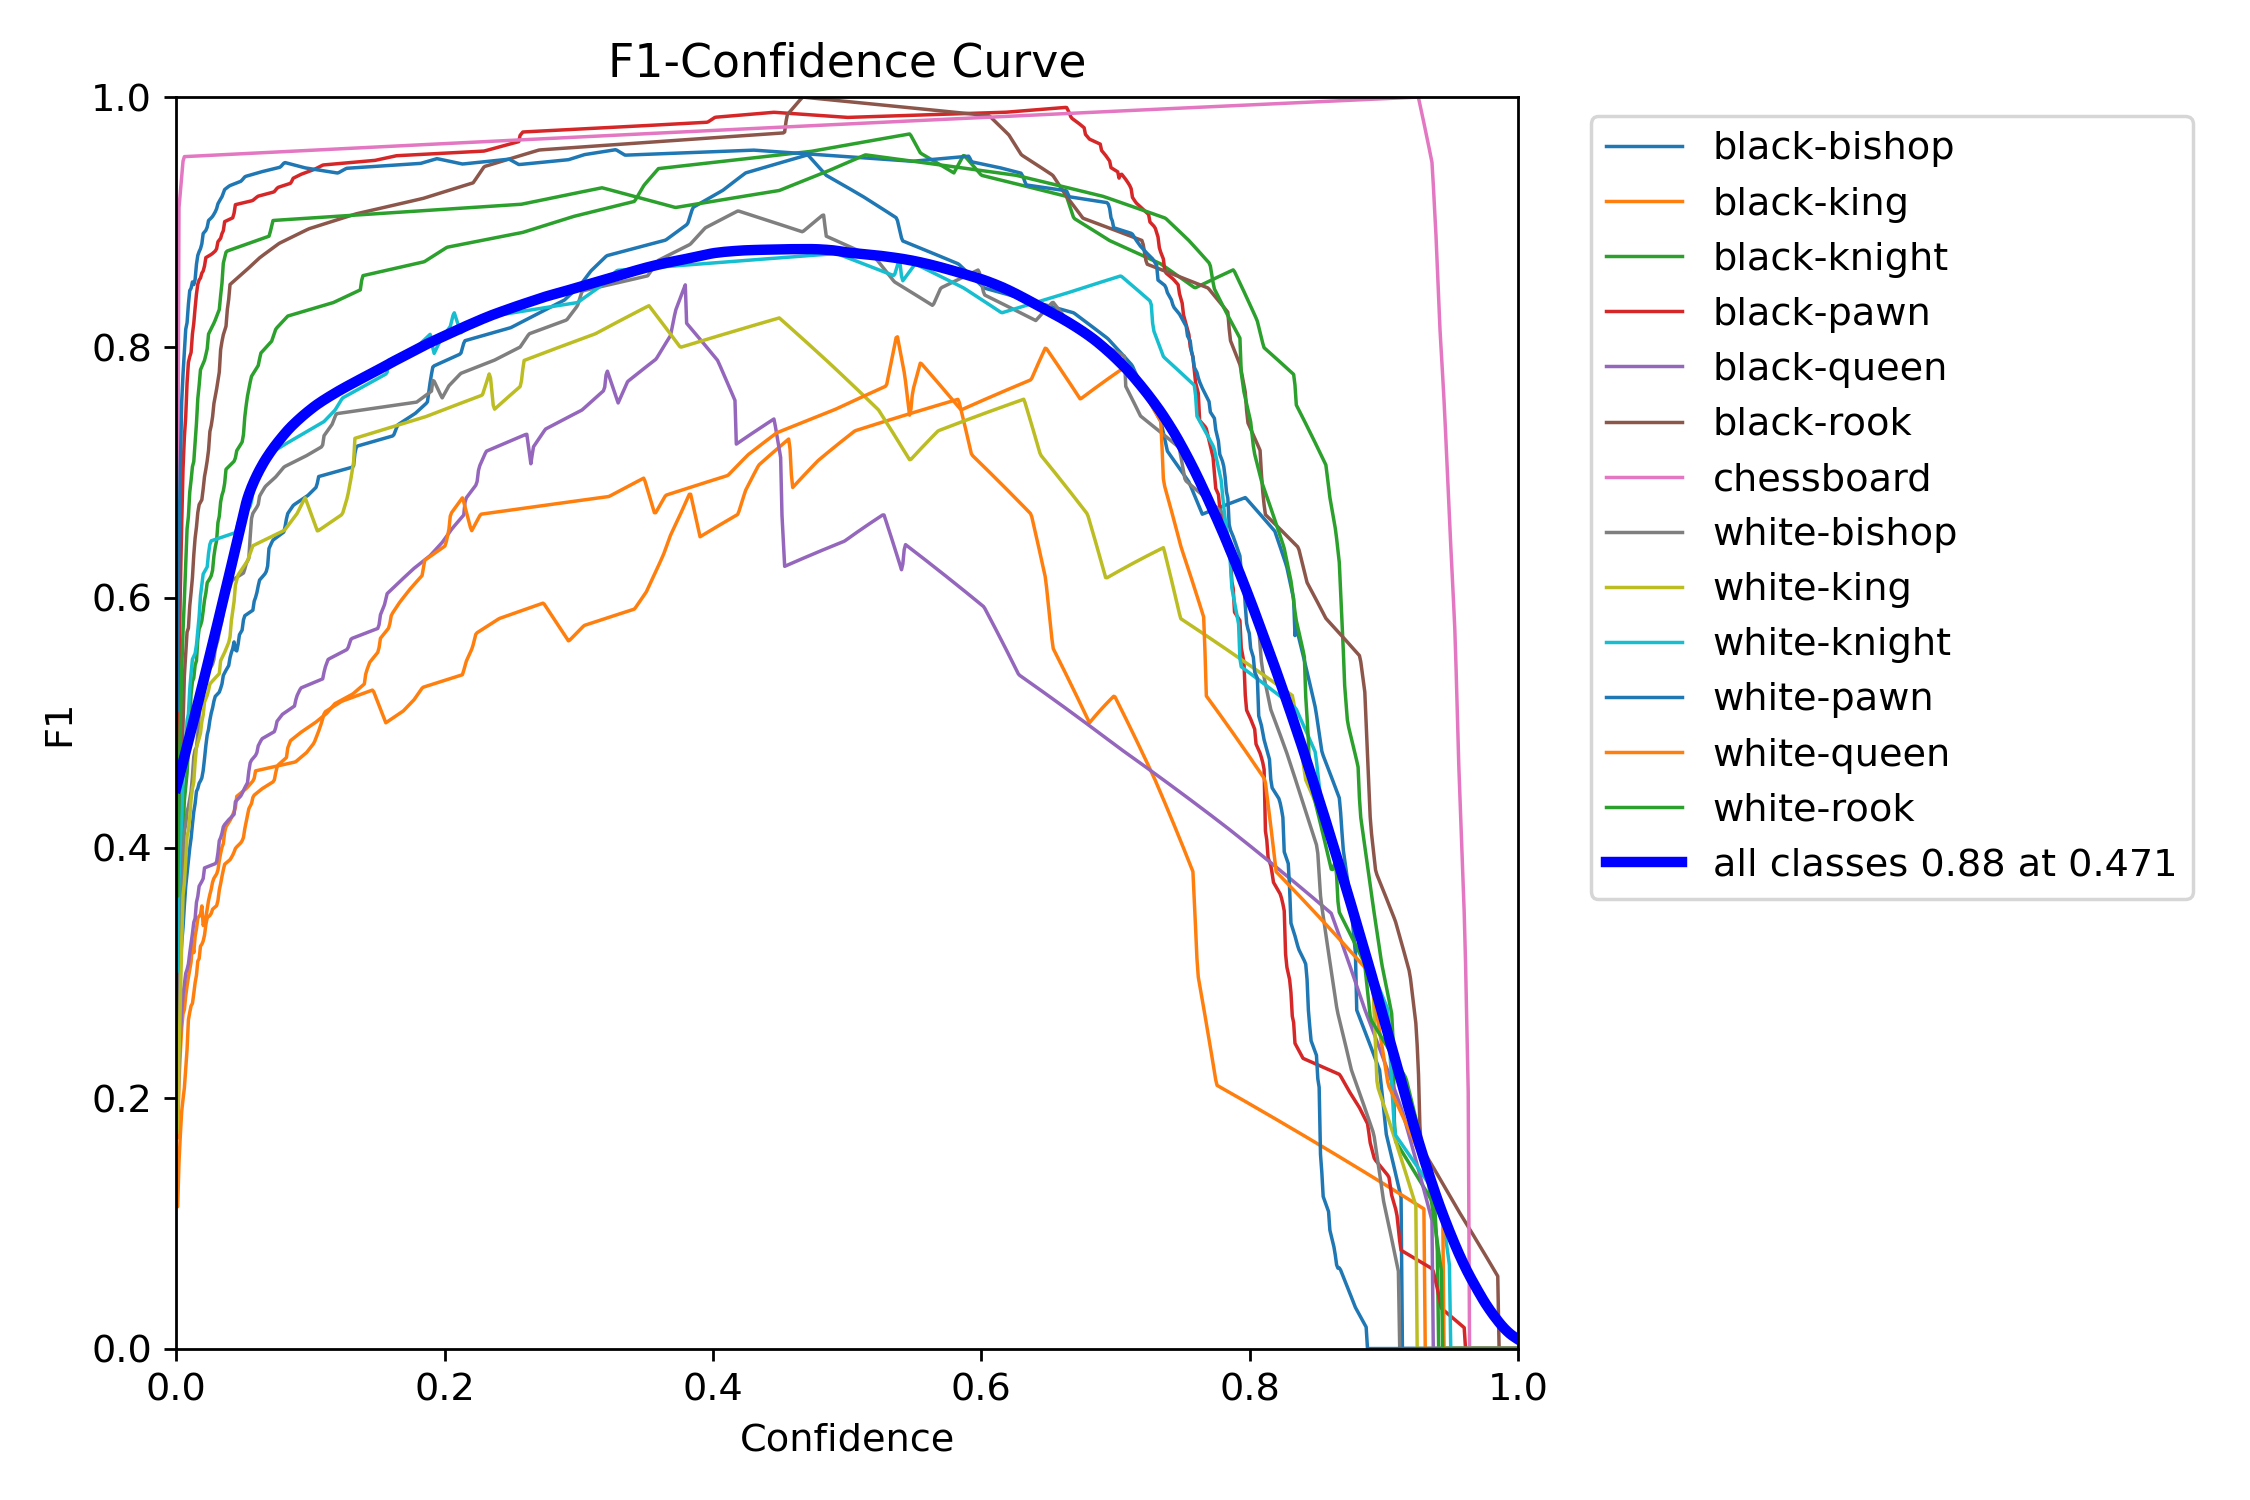 F1-Confidence Curve
1.0
0.8
0.6
0.4
0.2
0.0
F1
0.0 0.2 0.4 0.6 0.8 1.0
Confidence
black-bishop
black-king
black-knight
black-pawn
black-queen
black-rook
chessboard
white-bishop
white-king
white-knight
white-pawn
white-queen
white-rook
all classes 0.88 at 0.471